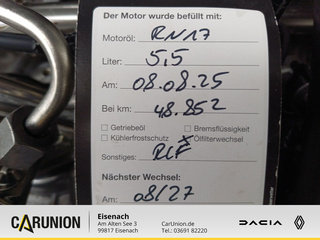 Der Motor wurde befüllt mit:
Motoröl: RN17
Liter: 5,5
Am: 08.08.25
Bei km: 48.852
Getriebeöl Bremsflüssigkeit
Kühlerfrostschutz Ölfilterwechsel
Sonstiges: RLF
Nächster Wechsel:
Am: 08/27
CARUNION
Eisenach
Am Alten See 3
99817 Eisenach
CarUnion.de
Tel.: 03691 82220
DACIA